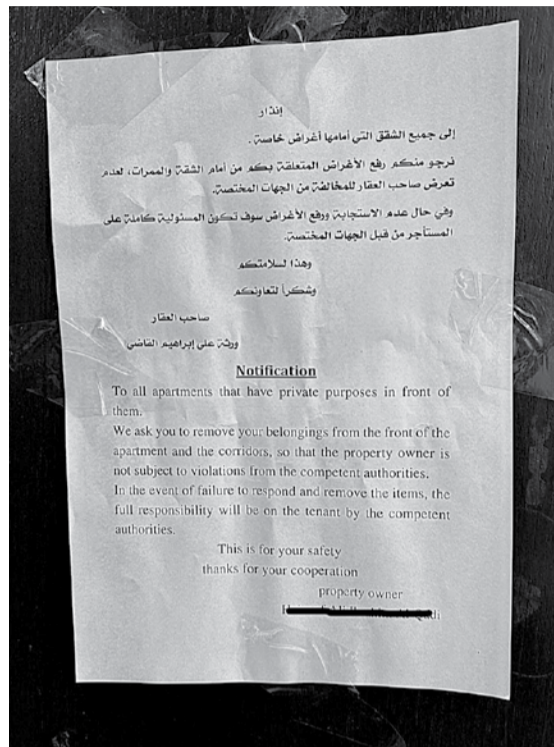 إنذار
إلى جميع الشقق التي أمامها أغراض خاصة .
نرجو منكم رفع الأغراض المتعلقة بكم من أمام الشقة والممرات، لعدم
تعرض صاحب العقار للمخالفة من الجهات المختصة.
وفي حال عدم الاستجابة ورفع الأغراض سوف تكون المسئولية كاملة على
المستأجر من قبل الجهات المختصة.
وهذا لسلامتكم
وشكراً لتعاونكم
صاحب العقار
ورثة على إبراهيم القاضي
Notification
To all apartments that have private purposes in front of
them.
We ask you to remove your belongings from the front of the
apartment and the corridors, so that the property owner is
not subject to violations from the competent authorities.
In the event of failure to respond and remove the items, the
full responsibility will be on the tenant by the competent
authorities.
This is for your safety
thanks for your cooperation
property owner